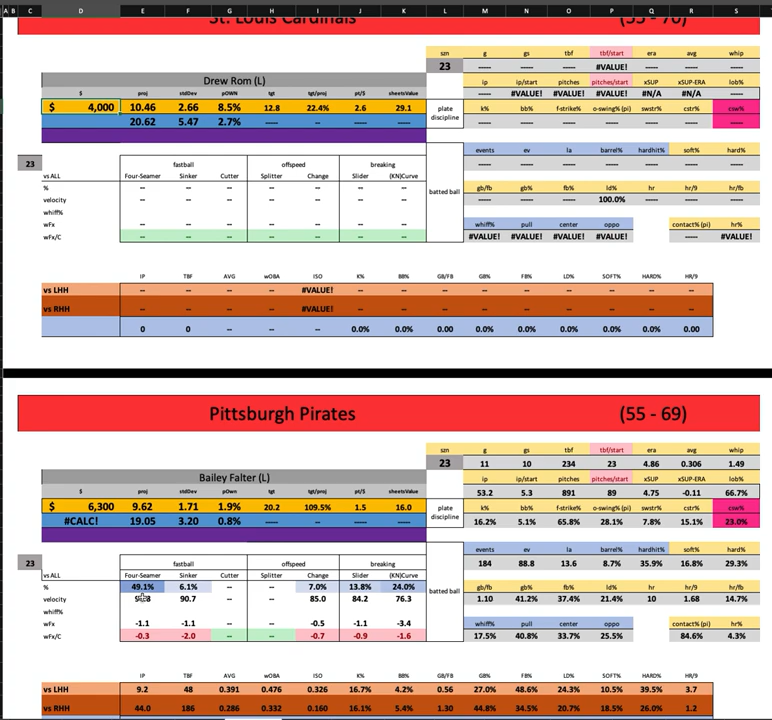 A B C D E F G H I J K L M N O P Q R S
St. Louis Cardinals (55 - 70)
szn g gs tbf tbf/start era avg whip
23 ----- ----- ----- #VALUE! ----- ----- -----
Drew Rom (L)
ip ip/start pitches pitches/start xSUP xSUP-ERA lob%
$ proj stdDev pOWN tgt tgt/proj pt/$ sheetsValue
----- #VALUE! #VALUE! #VALUE! #N/A #N/A -----
$ 4,000 10.46 2.66 8.5% 12.8 22.4% 2.6 29.1
plate discipline
k% bb% f-strike% o-swing% (pi) swstr% cstr% csw%
20.62 5.47 2.7% ----- ----- ----- -----
----- ----- ----- ----- ----- ----- -----
events ev la barrel% hardhit% soft% hard%
----- ----- ----- ----- ----- ----- -----
23 fastball offspeed breaking
vs ALL Four-Seamer Sinker Cutter Splitter Change Slider (KN)Curve
batted ball
gb/fb gb% fb% ld% hr hr/9 hr/fb
% -- -- -- -- -- -- --
velocity -- -- -- -- -- -- --
----- ----- ----- 100.0% ----- ----- -----
whiff%
wFx -- -- -- -- -- -- --
whiff% pull center oppo contact% (pi) hr%
wFx/C -- -- -- -- -- -- --
#VALUE! #VALUE! #VALUE! #VALUE! ----- #VALUE!
IP TBF AVG wOBA ISO K% BB% GB/FB GB% FB% LD% SOFT% HARD% HR/9
vs LHH -- -- -- -- #VALUE! -- -- -- -- -- -- -- -- --
vs RHH -- -- -- -- #VALUE! -- -- -- -- -- -- -- -- --
0 0 -- -- -- 0.0% 0.0% 0.00 0.0% 0.0% 0.0% 0.0% 0.0% 0.00
Pittsburgh Pirates (55 - 69)
szn g gs tbf tbf/start era avg whip
23 11 10 234 23 4.86 0.306 1.49
Bailey Falter (L)
ip ip/start pitches pitches/start xSUP xSUP-ERA lob%
$ proj stdDev pOwn tgt tgt/proj pt/$ sheetsValue
53.2 5.3 891 89 4.75 -0.11 66.7%
$ 6,300 9.62 1.71 1.9% 20.2 109.5% 1.5 16.0
plate discipline
k% bb% f-strike% o-swing% (pi) swstr% cstr% csw%
#CALC! 19.05 3.20 0.8% ----- ----- ----- -----
16.2% 5.1% 65.8% 28.1% 7.8% 15.1% 23.0%
events ev la barrel% hardhit% soft% hard%
184 88.8 13.6 8.7% 35.9% 16.8% 29.3%
23 fastball offspeed breaking
vs ALL Four-Seamer Sinker Cutter Splitter Change Slider (KN)Curve
batted ball
gb/fb gb% fb% ld% hr hr/9 hr/fb
% 49.1% 6.1% -- -- 7.0% 13.8% 24.0%
velocity 90.7 -- -- 85.0 84.2 76.3
1.10 41.2% 37.4% 21.4% 10 1.68 14.7%
whiff%
wFx -1.1 -1.1 -- -- -0.5 -1.1 -3.4
whiff% pull center oppo contact% (pi) hr%
wFx/C -0.3 -2.0 -- -- -0.7 -0.9 -1.6
17.5% 40.8% 33.7% 25.5% 84.6% 4.3%
IP TBF AVG wOBA ISO K% BB% GB/FB GB% FB% LD% SOFT% HARD% HR/9
vs LHH 9.2 48 0.391 0.476 0.326 16.7% 4.2% 0.56 27.0% 48.6% 24.3% 10.5% 39.5% 3.7
vs RHH 44.0 186 0.286 0.332 0.160 16.1% 5.4% 1.30 44.8% 34.5% 20.7% 18.5% 26.0% 1.2